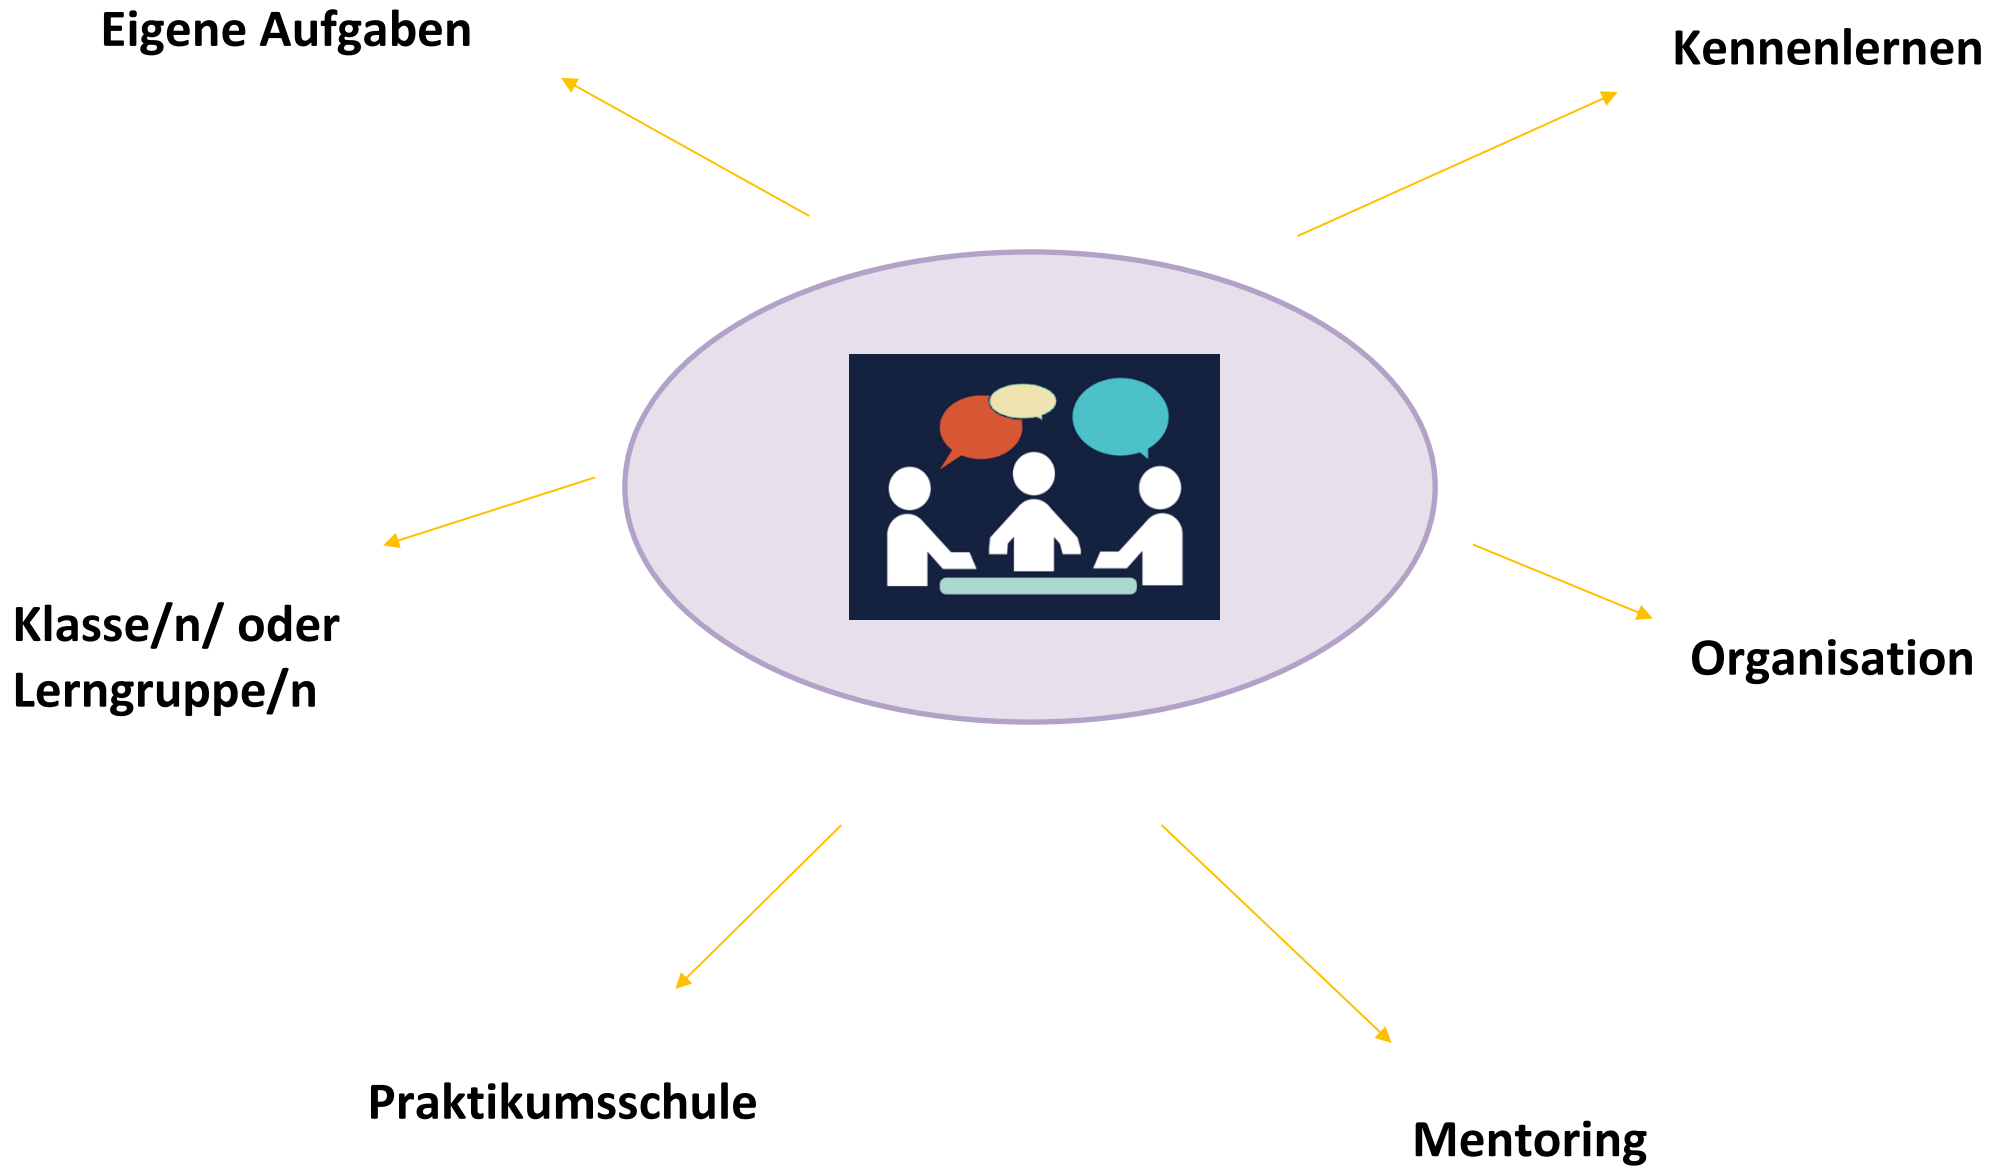 Eigene Aufgaben
Kennenlernen
Klasse/n/ oder
Lerngruppe/n
Organisation
Praktikumsschule
Mentoring